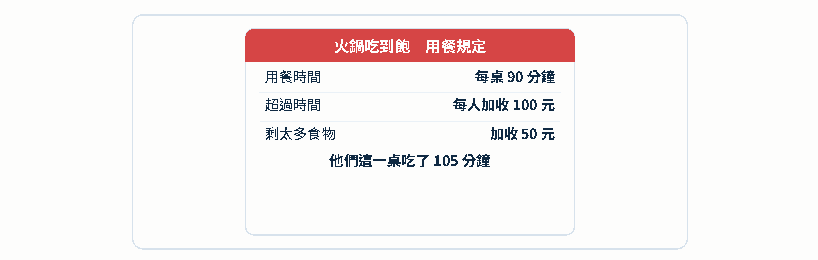 火鍋吃到飽　用餐規定
用餐時間 每桌 90 分鐘
超過時間 每人加收 100 元
剩太多食物 加收 50 元
他們這一桌吃了 105 分鐘